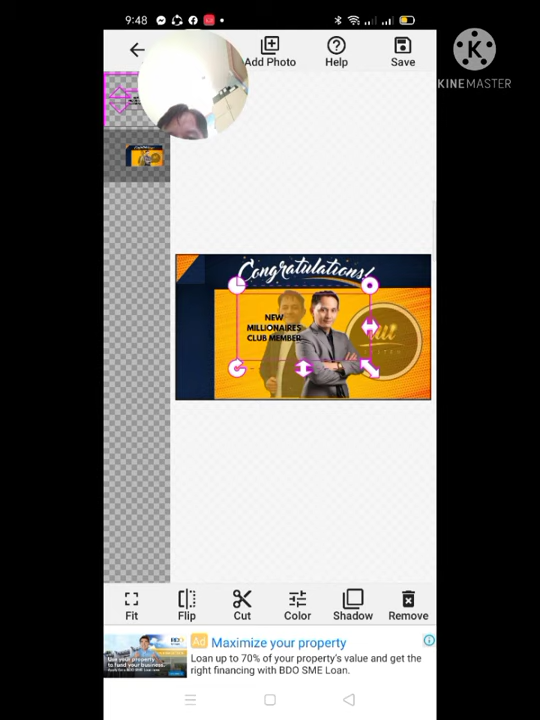 9:48
KINEMASTER
Add Photo
Help
Save
Congratulations!
NEW
MILLIONAIRES
CLUB MEMBER
Fit
Flip
Cut
Color
Shadow
Remove
Ad Maximize your property
Loan up to 70% of your property's value and get the
right financing with BDO SME Loan.